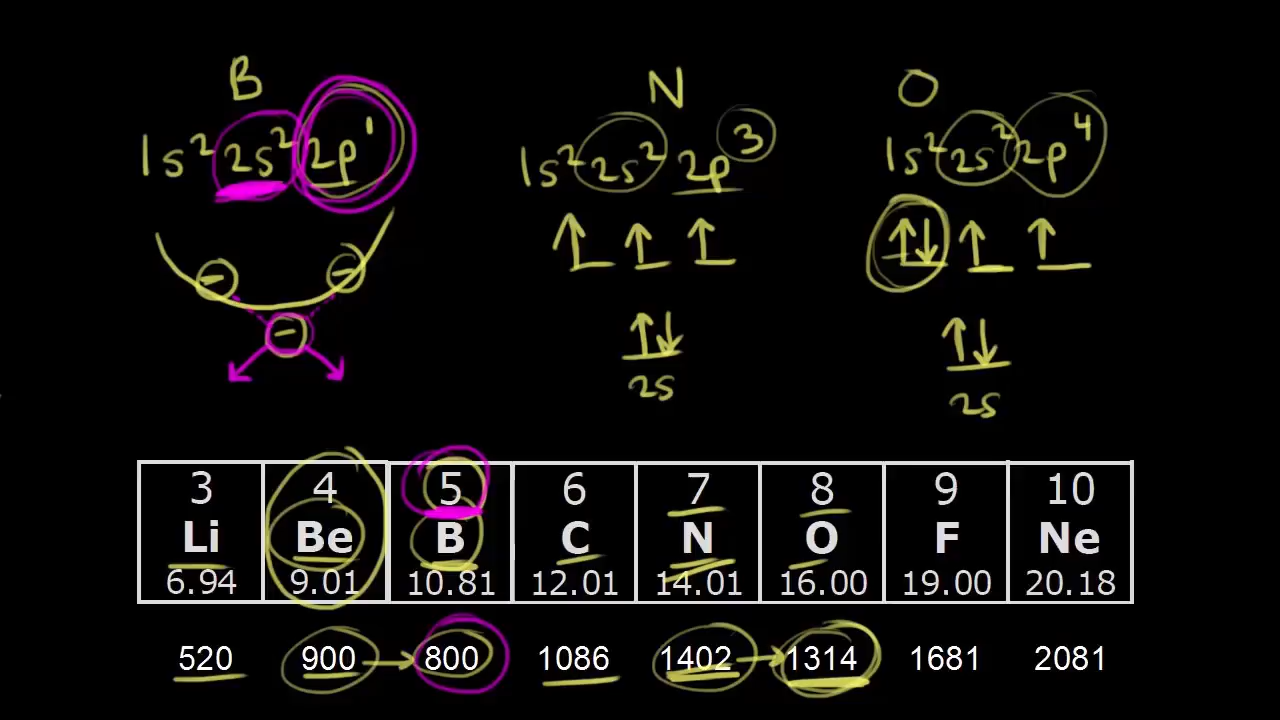 B N O
1s² 2s² 2p¹ 1s² 2s² 2p³ 1s² 2s² 2p⁴
2s 2s
3 4 5 6 7 8 9 10
Li Be B C N O F Ne
6.94 9.01 10.81 12.01 14.01 16.00 19.00 20.18
520 900 → 800 1086 1402 → 1314 1681 2081